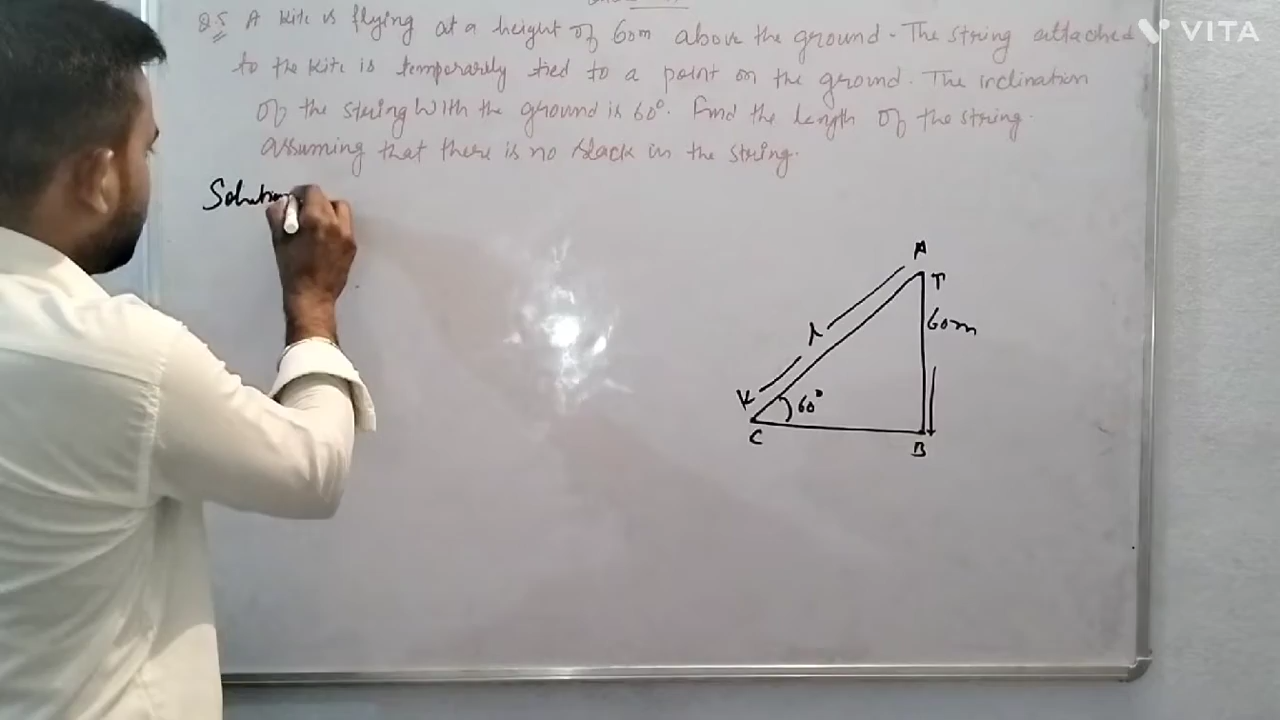 Q.5 A kite is flying at a height of 60m above the ground. The string attached
to the kite is temporarily tied to a point on the ground. The inclination
of the string with the ground is 60°. Find the length of the string.
assuming that there is no slack in the string.
Solution
A
60m
K
60°
C
B
VITA